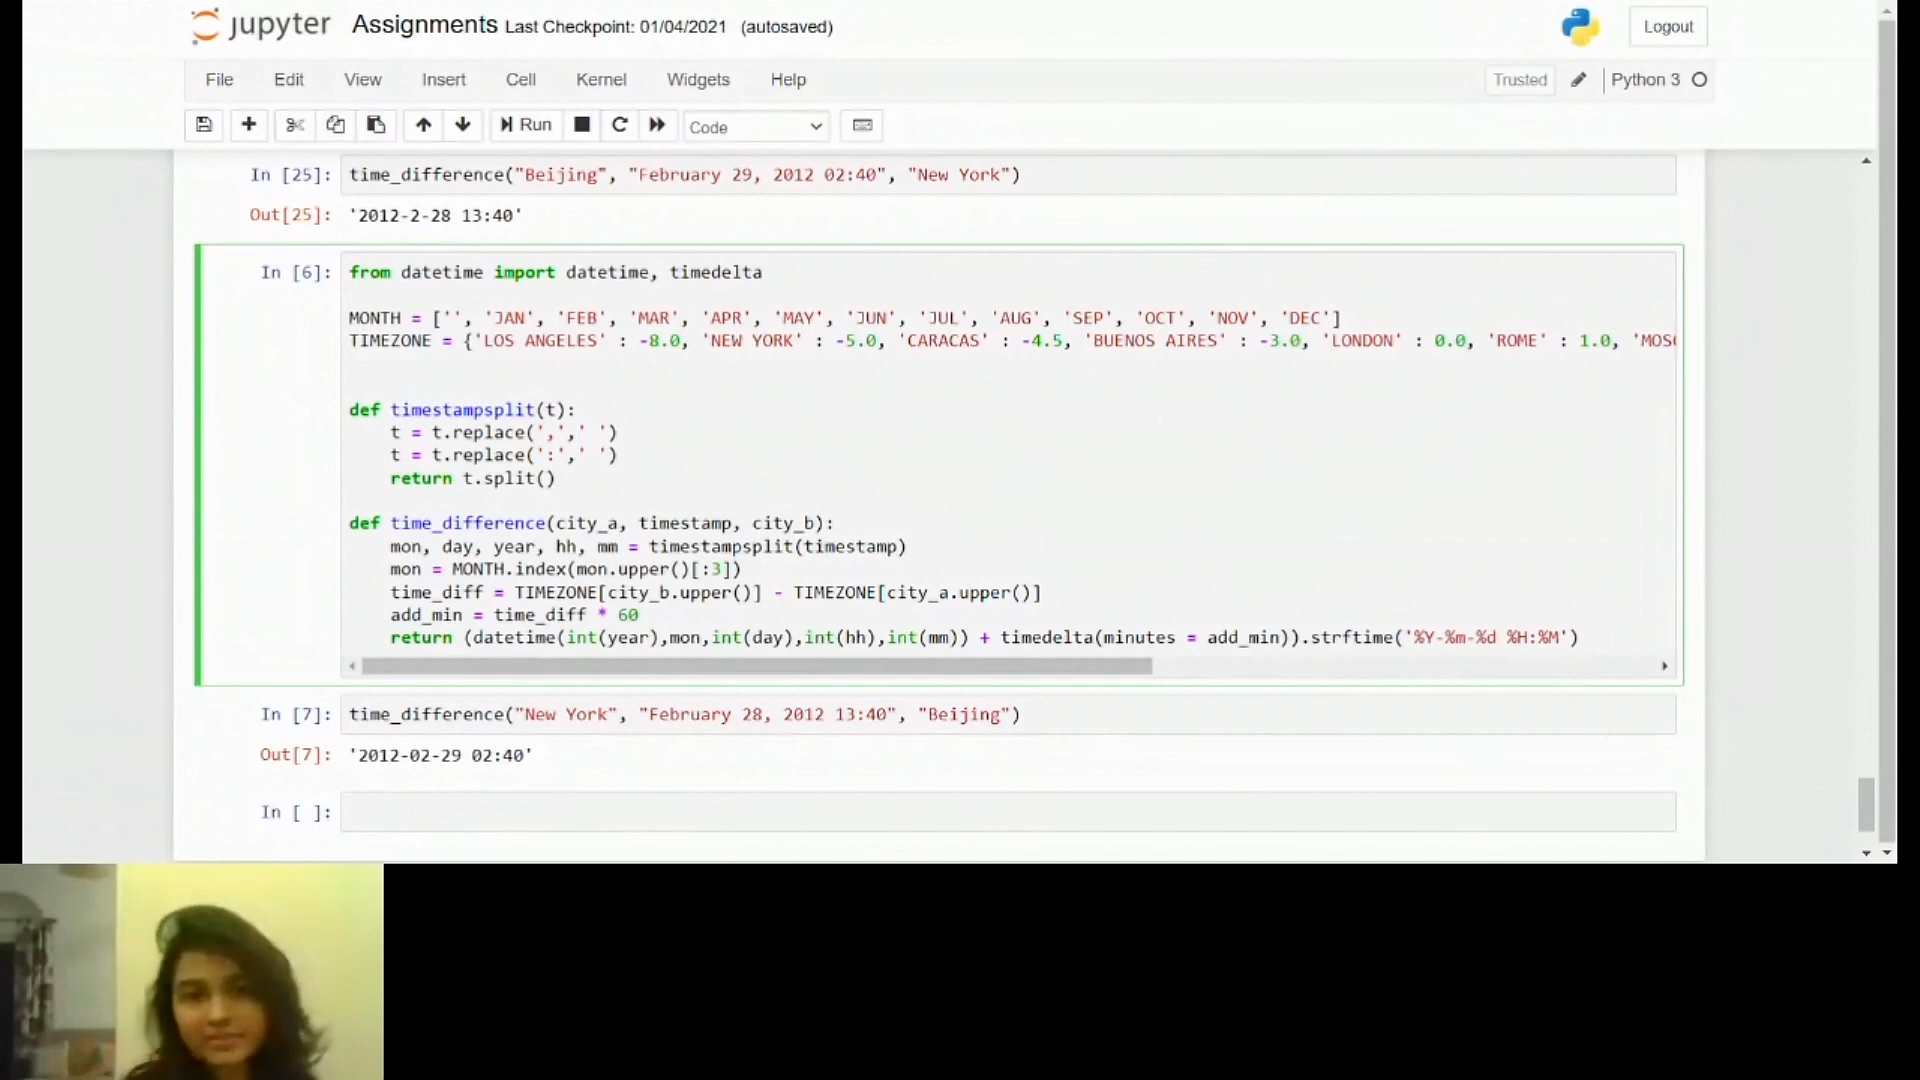 jupyter Assignments Last Checkpoint: 01/04/2021 (autosaved) Logout
File Edit View Insert Cell Kernel Widgets Help Trusted Python 3
Run Code
In [25]: time_difference("Beijing", "February 29, 2012 02:40", "New York")
Out[25]: '2012-2-28 13:40'
In [6]: from datetime import datetime, timedelta
MONTH = ['', 'JAN', 'FEB', 'MAR', 'APR', 'MAY', 'JUN', 'JUL', 'AUG', 'SEP', 'OCT', 'NOV', 'DEC']
TIMEZONE = {'LOS ANGELES' : -8.0, 'NEW YORK' : -5.0, 'CARACAS' : -4.5, 'BUENOS AIRES' : -3.0, 'LONDON' : 0.0, 'ROME' : 1.0, 'MOS
def timestampsplit(t):
t = t.replace(',',' ')
t = t.replace(':',' ')
return t.split()
def time_difference(city_a, timestamp, city_b):
mon, day, year, hh, mm = timestampsplit(timestamp)
mon = MONTH.index(mon.upper()[:3])
time_diff = TIMEZONE[city_b.upper()] - TIMEZONE[city_a.upper()]
add_min = time_diff * 60
return (datetime(int(year),mon,int(day),int(hh),int(mm)) + timedelta(minutes = add_min)).strftime('%Y-%m-%d %H:%M')
In [7]: time_difference("New York", "February 28, 2012 13:40", "Beijing")
Out[7]: '2012-02-29 02:40'
In [ ]: